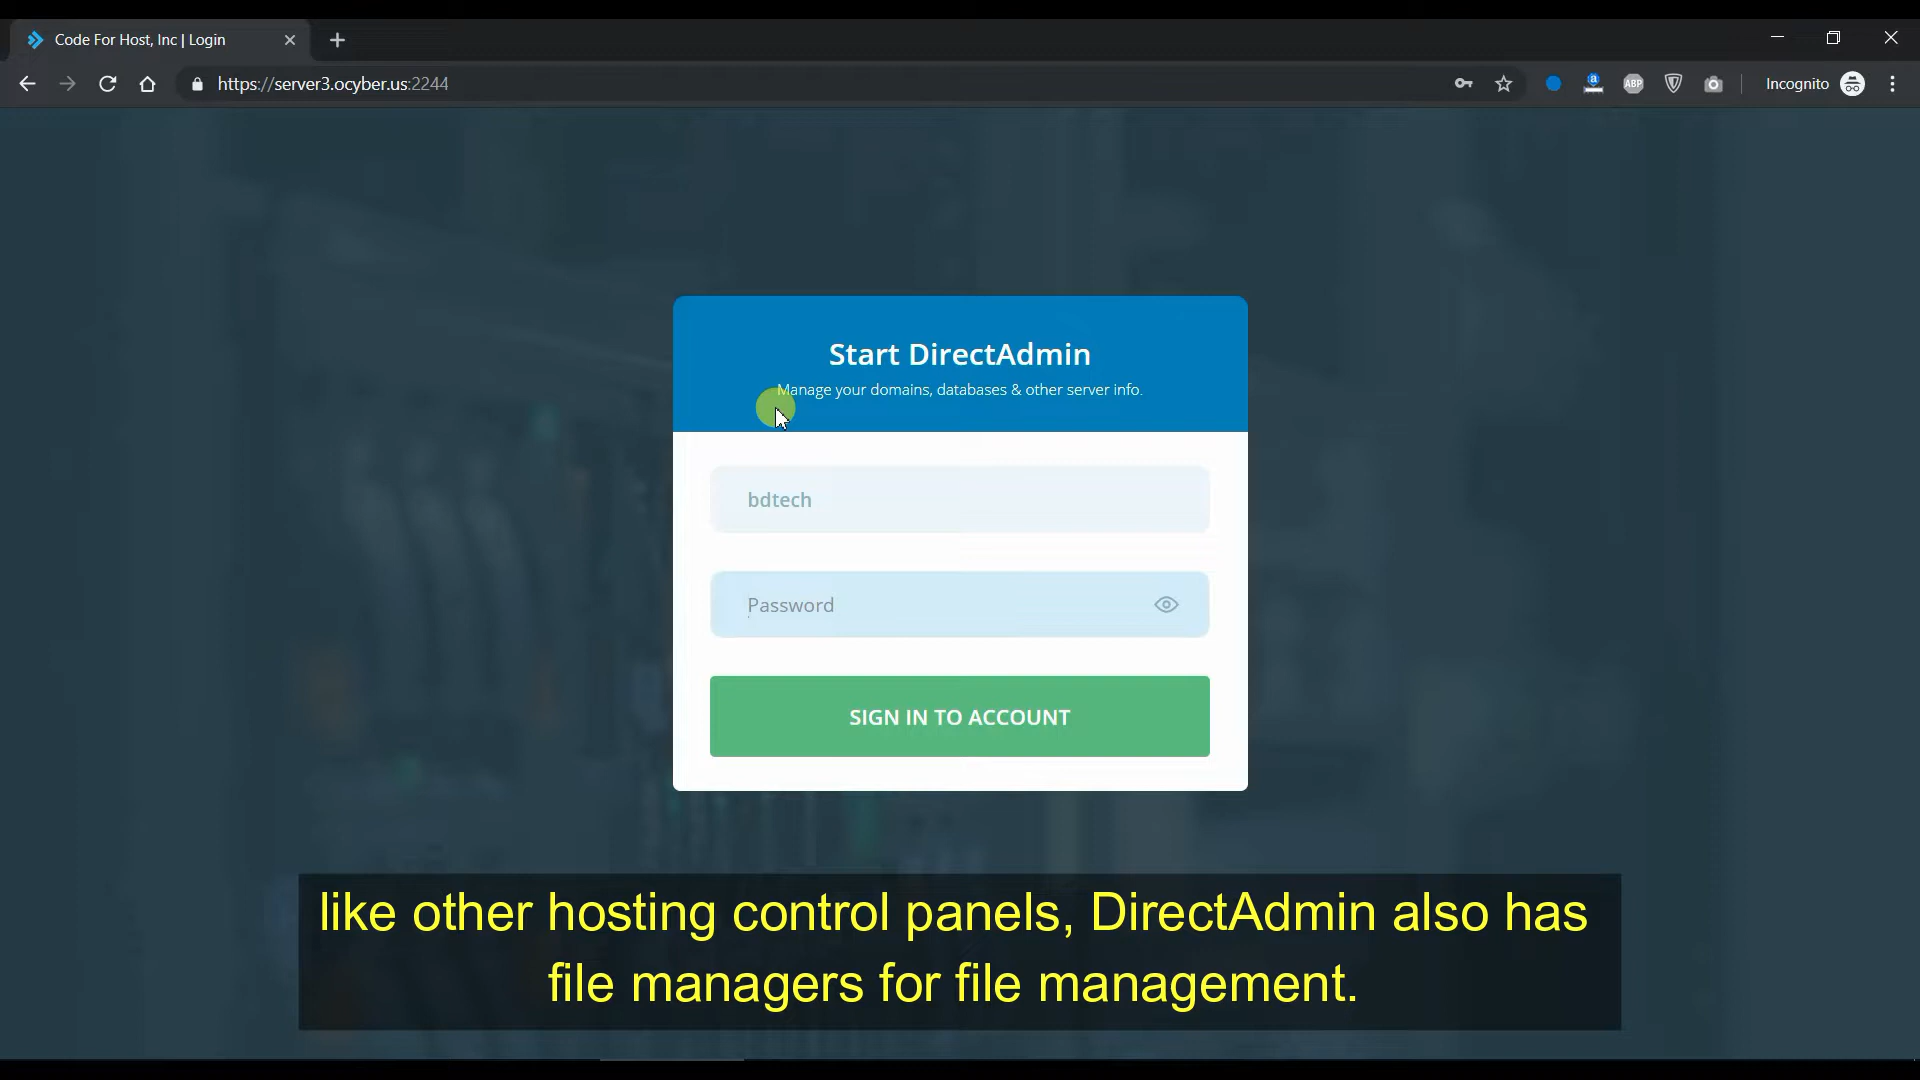 Code For Host, Inc | Login
https://server3.ocyber.us:2244
a
ABP
Incognito
Start DirectAdmin
Manage your domains, databases & other server info.
bdtech
Password
SIGN IN TO ACCOUNT
like other hosting control panels, DirectAdmin also has
file managers for file management.